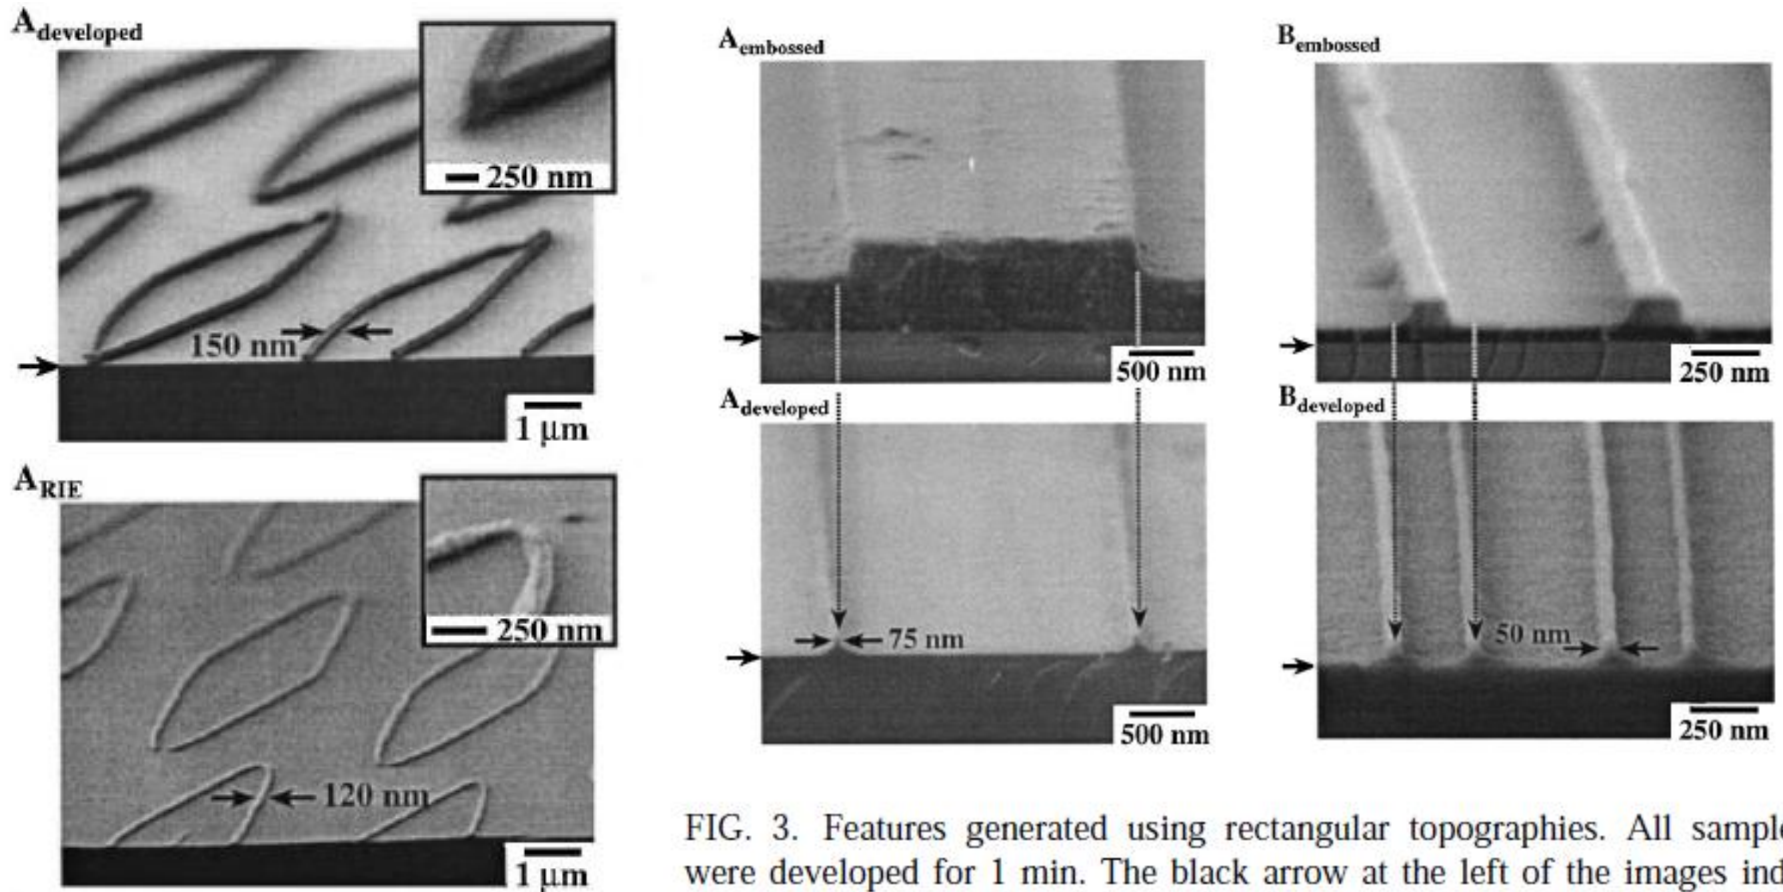 A developed
250 nm
150 nm
1 μm
A RIE
250 nm
120 nm
1 μm
A embossed
500 nm
A developed
75 nm
500 nm
B embossed
250 nm
B developed
50 nm
250 nm
FIG. 3. Features generated using rectangular topographies. All sample
were developed for 1 min. The black arrow at the left of the images ind